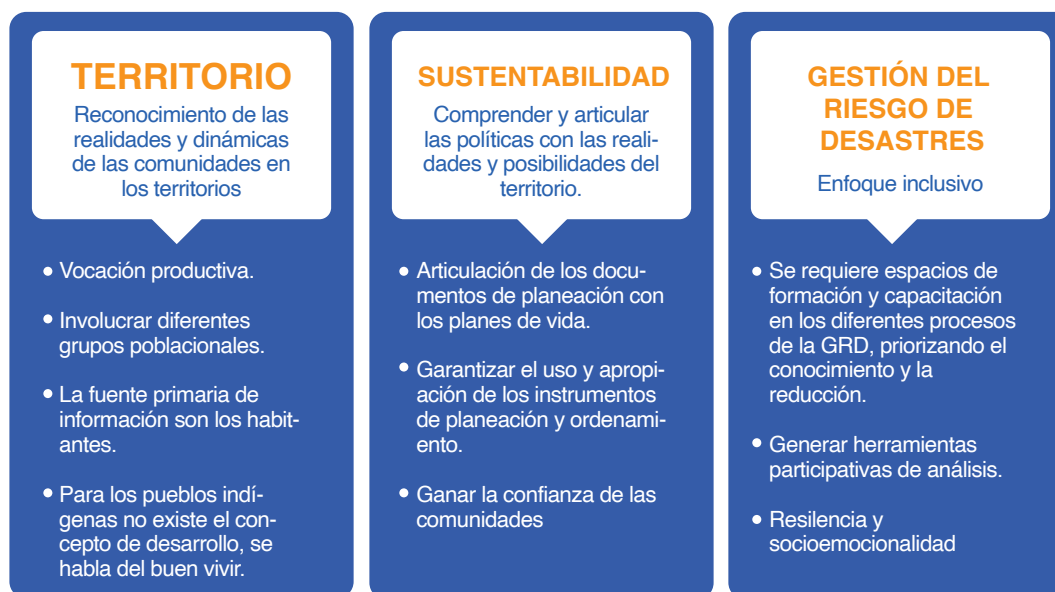 TERRITORIO
Reconocimiento de las
realidades y dinámicas
de las comunidades en
los territorios
• Vocación productiva.
• Involucrar diferentes
grupos poblacionales.
• La fuente primaria de
información son los habit-
antes.
• Para los pueblos indí-
genas no existe el con-
cepto de desarrollo, se
habla del buen vivir.
SUSTENTABILIDAD
Comprender y articular
las políticas con las reali-
dades y posibilidades del
territorio.
• Articulación de los docu-
mentos de planeación con
los planes de vida.
• Garantizar el uso y apropi-
ación de los instrumentos
de planeación y ordenami-
ento.
• Ganar la confianza de las
comunidades
GESTIÓN DEL
RIESGO DE
DESASTRES
Enfoque inclusivo
• Se requiere espacios de
formación y capacitación
en los diferentes procesos
de la GRD, priorizando el
conocimiento y la
reducción.
• Generar herramientas
participativas de análisis.
• Resilencia y
socioemocionalidad